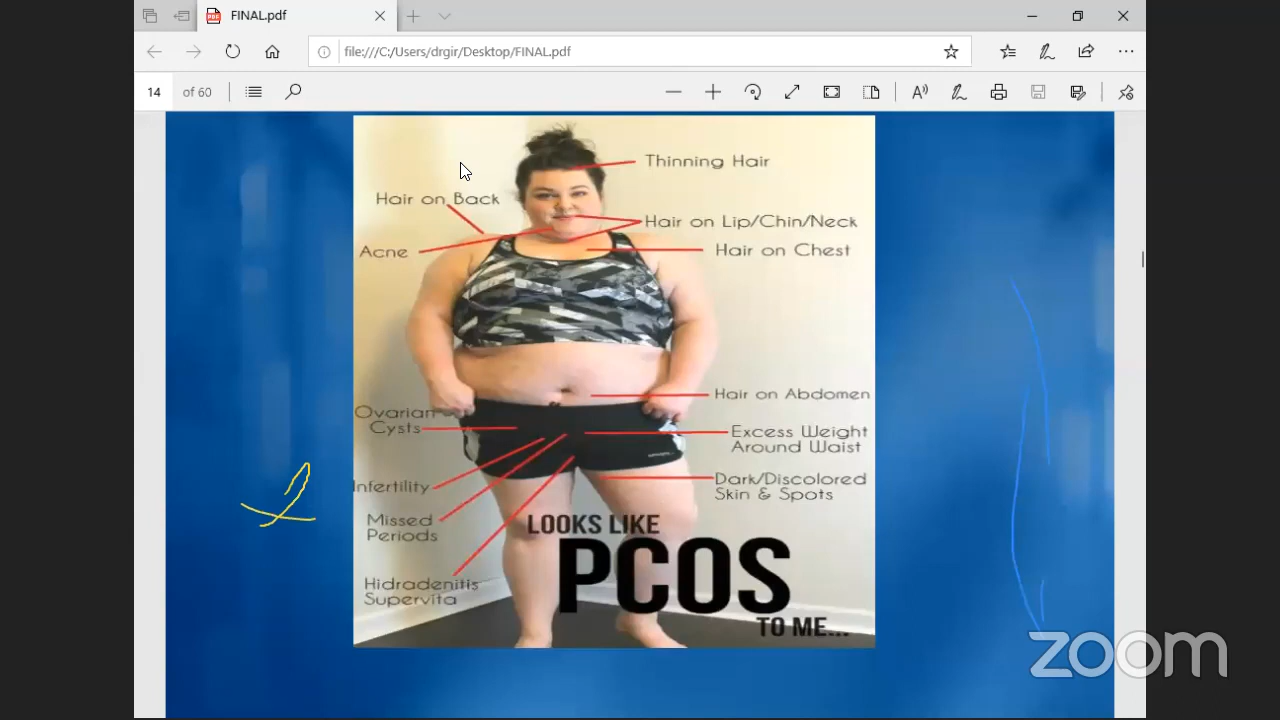 FINAL.pdf
file:///C:/Users/drgir/Desktop/FINAL.pdf
14 of 60
Thinning Hair
Hair on Back
Hair on Lip/Chin/Neck
Acne
Hair on Chest
Hair on Abdomen
Ovarian
Cysts
Excess Weight
Around Waist
Infertility
Dark/Discolored
Skin & Spots
Missed
Periods
LOOKS LIKE
PCOS
TO ME...
Hidradenitis
Supervita
zoom